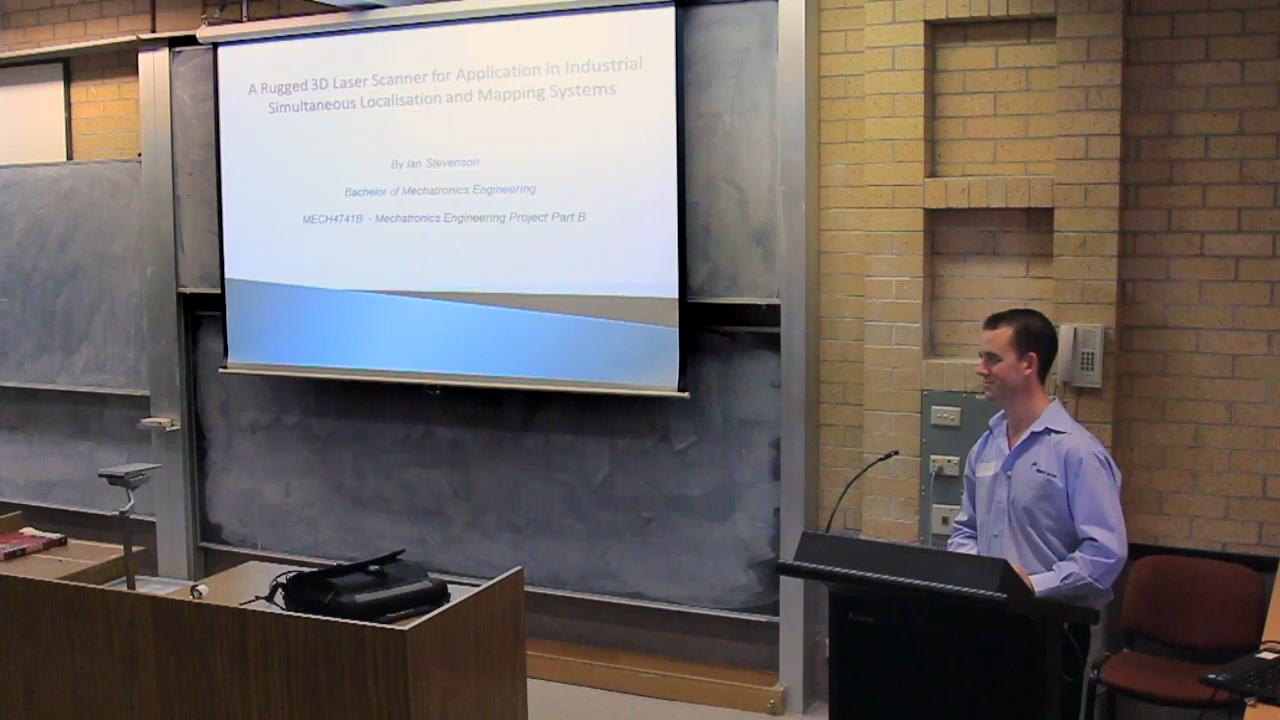 A Rugged 3D Laser Scanner for Application in Industrial
Simultaneous Localisation and Mapping Systems
By Ian Stevenson
Bachelor of Mechatronics Engineering
MECH4741B - Mechatronics Engineering Project Part B